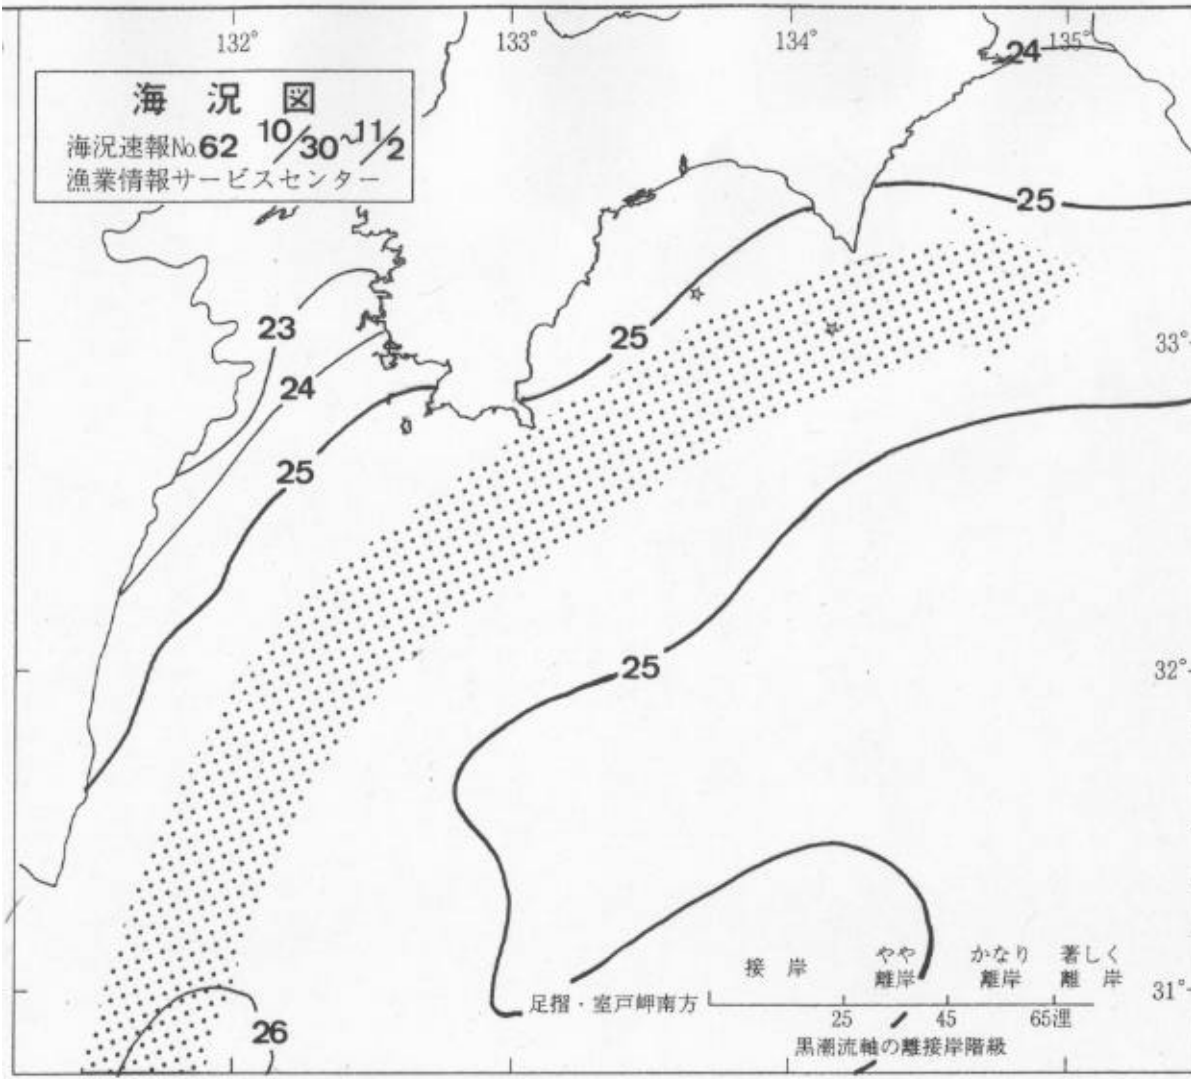 132°
133°
134°
135°
24
海況図
海況速報No.62 10/30~11/2
漁業情報サービスセンター
25
23
25
33°
24
25
25
32°
接岸
やや離岸
かなり離岸
著しく離岸
足摺・室戸岬南方
31°
25
45
65浬
26
黒潮流軸の離接岸階級